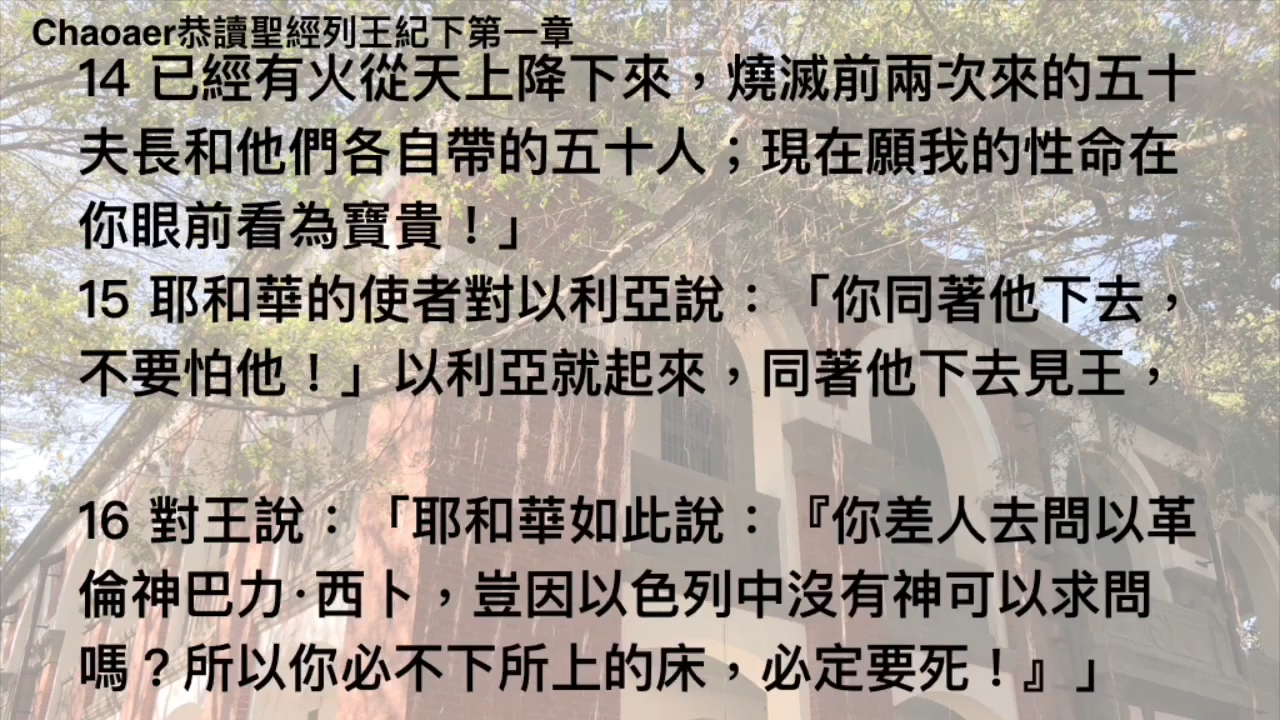 Chaoaer恭讀聖經列王紀下第一章
14 已經有火從天上降下來，燒滅前兩次來的五十
夫長和他們各自帶的五十人；現在願我的性命在
你眼前看為寶貴！」
15 耶和華的使者對以利亞說：「你同著他下去，
不要怕他！」以利亞就起來，同著他下去見王，
16 對王說：「耶和華如此說：『你差人去問以革
倫神巴力·西卜，豈因以色列中沒有神可以求問
嗎？所以你必不下所上的床，必定要死！』」